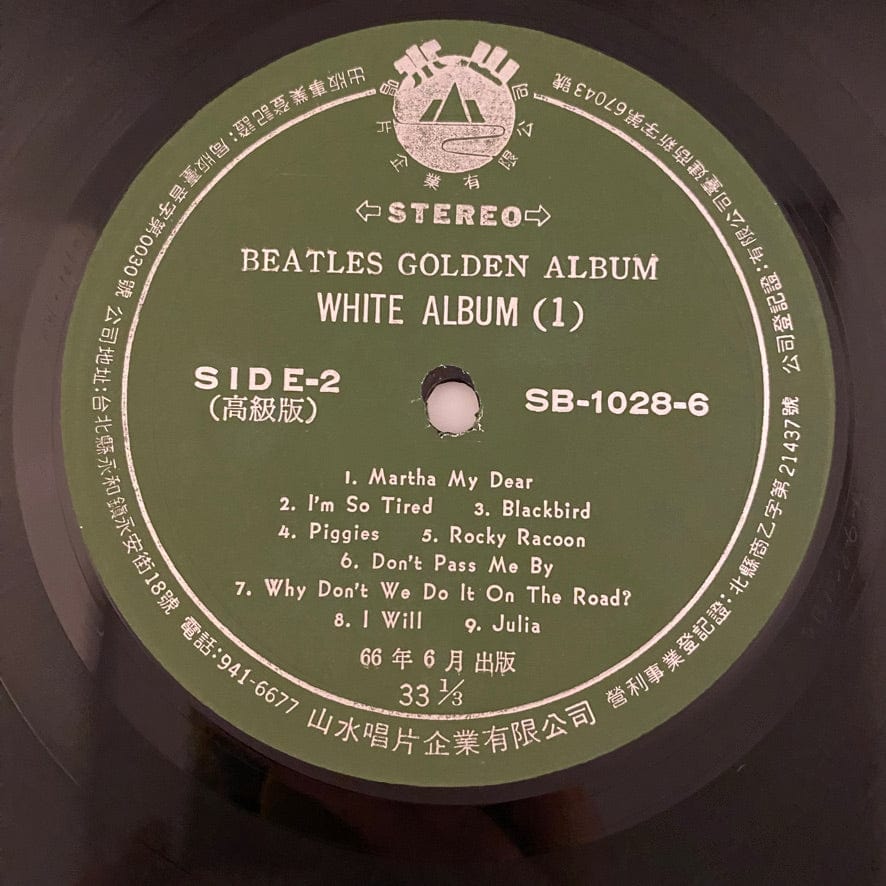 山水
唱片企業有限公司
⇦STEREO⇨
BEATLES GOLDEN ALBUM
WHITE ALBUM (1)
SIDE-2
(高級版)
SB-1028-6
1. Martha My Dear
2. I'm So Tired 3. Blackbird
4. Piggies 5. Rocky Racoon
6. Don't Pass Me By
7. Why Don't We Do It On The Road?
8. I Will 9. Julia
66年6月出版
33 1/3
出版事業登記證:局版臺音字第0030號 公司地址:台北縣永和鎮永安街18號 電話:941-6677 山水唱片企業有限公司 營利事業登記證:北縣商乙字第21437號 公司登記證:有限公司臺建商新字第67043號